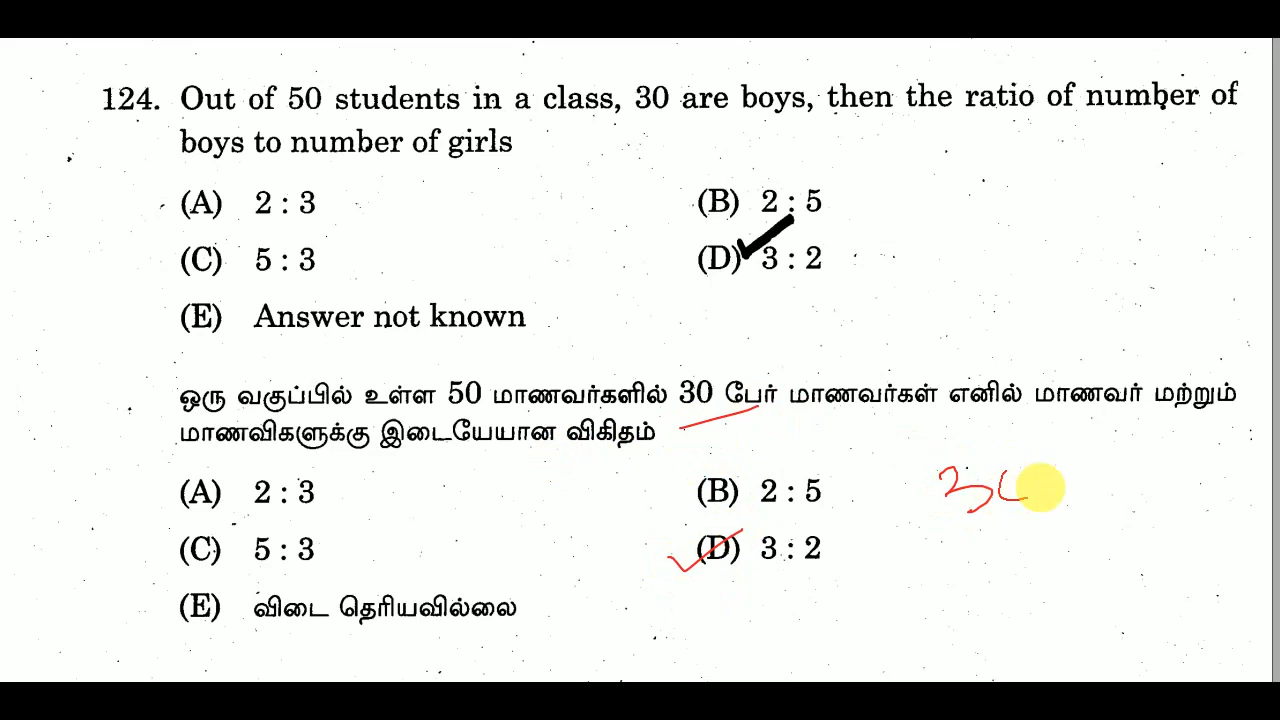 124. Out of 50 students in a class, 30 are boys, then the ratio of number of
boys to number of girls
(A) 2 : 3 (B) 2 : 5
(C) 5 : 3 (D) 3 : 2
(E) Answer not known
ஒரு வகுப்பில் உள்ள 50 மாணவர்களில் 30 பேர் மாணவர்கள் எனில் மாணவர் மற்றும்
மாணவிகளுக்கு இடையேயான விகிதம்
(A) 2 : 3 (B) 2 : 5 30
(C) 5 : 3 (D) 3 : 2
(E) விடை தெரியவில்லை